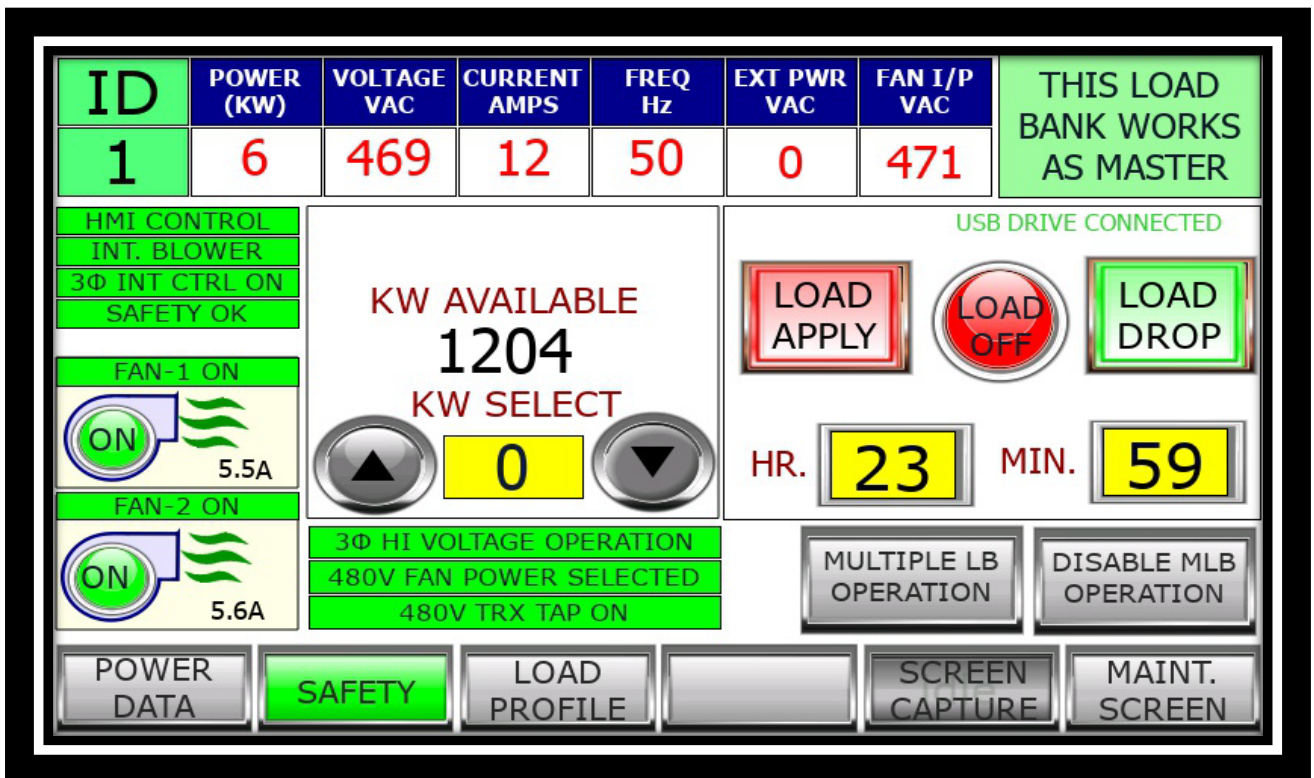 ID
POWER (KW)
VOLTAGE VAC
CURRENT AMPS
FREQ Hz
EXT PWR VAC
FAN I/P VAC
THIS LOAD
BANK WORKS
AS MASTER
1
6
469
12
50
0
471
HMI CONTROL
INT. BLOWER
3Φ INT CTRL ON
SAFETY OK
FAN-1 ON
ON
5.5A
FAN-2 ON
ON
5.6A
KW AVAILABLE
1204
KW SELECT
0
3Φ HI VOLTAGE OPERATION
480V FAN POWER SELECTED
480V TRX TAP ON
USB DRIVE CONNECTED
LOAD
APPLY
LOAD
OFF
LOAD
DROP
HR.
23
MIN.
59
MULTIPLE LB
OPERATION
DISABLE MLB
OPERATION
POWER
DATA
SAFETY
LOAD
PROFILE
SCREEN
Idle
CAPTURE
MAINT.
SCREEN